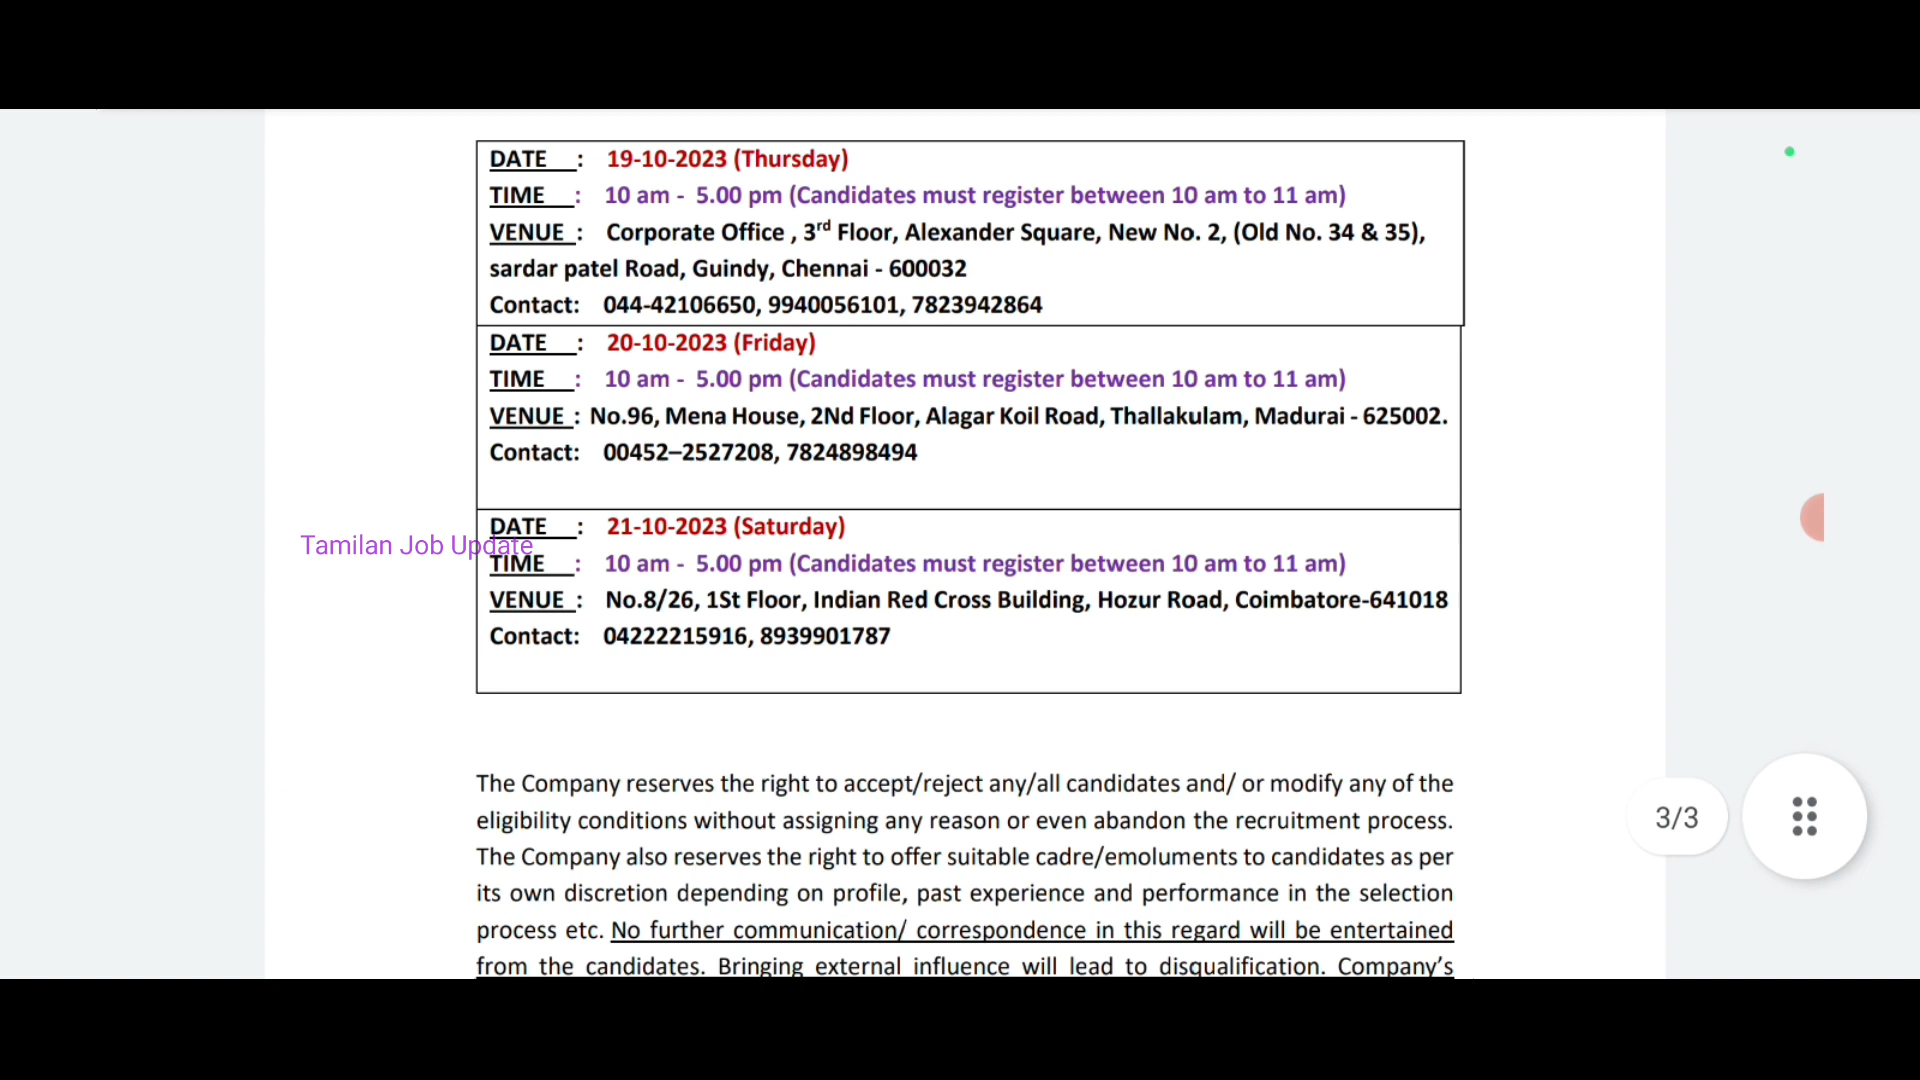 DATE : 19-10-2023 (Thursday)
TIME : 10 am - 5.00 pm (Candidates must register between 10 am to 11 am)
VENUE : Corporate Office , 3rd Floor, Alexander Square, New No. 2, (Old No. 34 & 35),
sardar patel Road, Guindy, Chennai - 600032
Contact: 044-42106650, 9940056101, 7823942864
DATE : 20-10-2023 (Friday)
TIME : 10 am - 5.00 pm (Candidates must register between 10 am to 11 am)
VENUE : No.96, Mena House, 2Nd Floor, Alagar Koil Road, Thallakulam, Madurai - 625002.
Contact: 00452–2527208, 7824898494
DATE : 21-10-2023 (Saturday)
Tamilan Job Update
TIME : 10 am - 5.00 pm (Candidates must register between 10 am to 11 am)
VENUE : No.8/26, 1St Floor, Indian Red Cross Building, Hozur Road, Coimbatore-641018
Contact: 04222215916, 8939901787
The Company reserves the right to accept/reject any/all candidates and/ or modify any of the
eligibility conditions without assigning any reason or even abandon the recruitment process.
The Company also reserves the right to offer suitable cadre/emoluments to candidates as per
its own discretion depending on profile, past experience and performance in the selection
process etc. No further communication/ correspondence in this regard will be entertained
from the candidates. Bringing external influence will lead to disqualification. Company’s
3/3